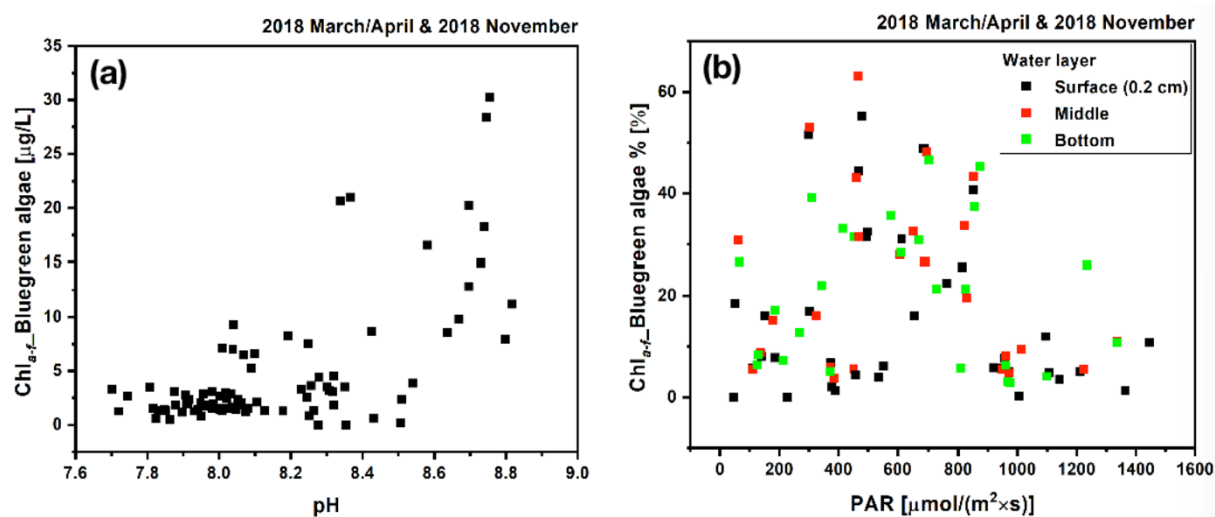 2018 March/April & 2018 November
(a)
Chl_a-f__Bluegreen algae [µg/L]
35
30
25
20
15
10
5
0
7.6 7.8 8.0 8.2 8.4 8.6 8.8 9.0
pH
2018 March/April & 2018 November
(b)
Chl_a-f__Bluegreen algae % [%]
60
40
20
0
Water layer
Surface (0.2 cm)
Middle
Bottom
0 200 400 600 800 1000 1200 1400 1600
PAR [µmol/(m²×s)]